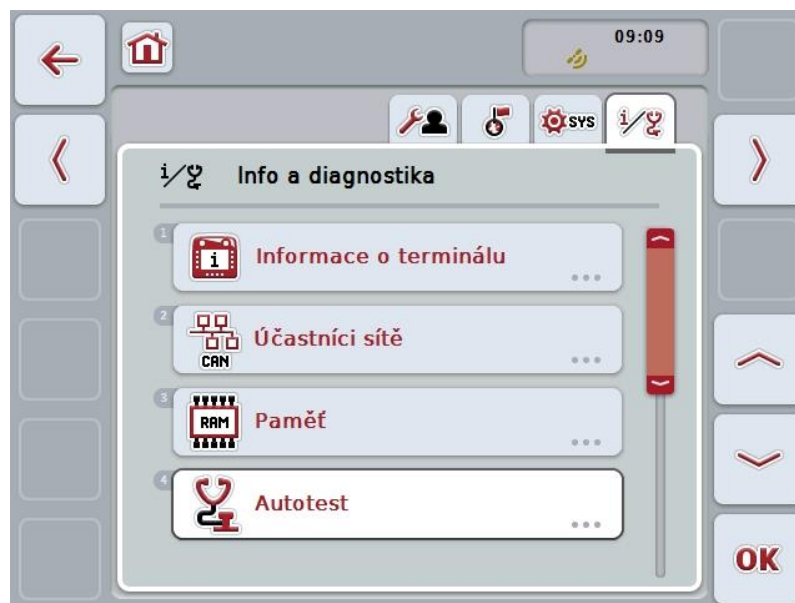 09:09
SYS
i
Info a diagnostika
1
i
Informace o terminálu
2
CAN
Účastníci sítě
3
RAM
Paměť
4
Autotest
OK